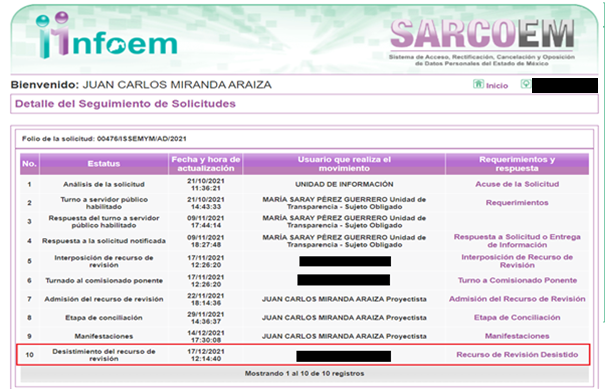 infoem
SARCOEM
Sistema de Acceso, Rectificación, Cancelación y Oposición
de Datos Personales del Estado de México
Bienvenido: JUAN CARLOS MIRANDA ARAIZA
Inicio
Detalle del Seguimiento de Solicitudes
Folio de la solicitud: 00476/ISSEMYM/AD/2021
No. Estatus Fecha y hora de actualización Usuario que realiza el movimiento Requerimientos y respuesta
1 Análisis de la solicitud 21/10/2021 11:36:21 UNIDAD DE INFORMACIÓN Acuse de la Solicitud
2 Turno a servidor público habilitado 21/10/2021 14:43:33 MARÍA SARAY PÉREZ GUERRERO Unidad de Transparencia - Sujeto Obligado Requerimientos
3 Respuesta del turno a servidor público habilitado 09/11/2021 17:44:14 MARÍA SARAY PÉREZ GUERRERO Unidad de Transparencia - Sujeto Obligado
4 Respuesta a la solicitud notificada 09/11/2021 18:27:48 MARÍA SARAY PÉREZ GUERRERO Unidad de Transparencia - Sujeto Obligado Respuesta a Solicitud o Entrega de Información
5 Interposición de recurso de revisión 17/11/2021 12:26:20 Interposición de Recurso de Revisión
6 Turnado al comisionado ponente 17/11/2021 12:26:20 Turno a Comisionado Ponente
7 Admisión del recurso de revisión 22/11/2021 18:14:36 JUAN CARLOS MIRANDA ARAIZA Proyectista Admisión del Recurso de Revisión
8 Etapa de conciliación 29/11/2021 14:36:37 JUAN CARLOS MIRANDA ARAIZA Proyectista Etapa de Conciliación
9 Manifestaciones 14/12/2021 17:30:08 JUAN CARLOS MIRANDA ARAIZA Proyectista Manifestaciones
10 Desistimiento del recurso de revisión 17/12/2021 12:14:40 Recurso de Revisión Desistido
Mostrando 1 al 10 de 10 registros